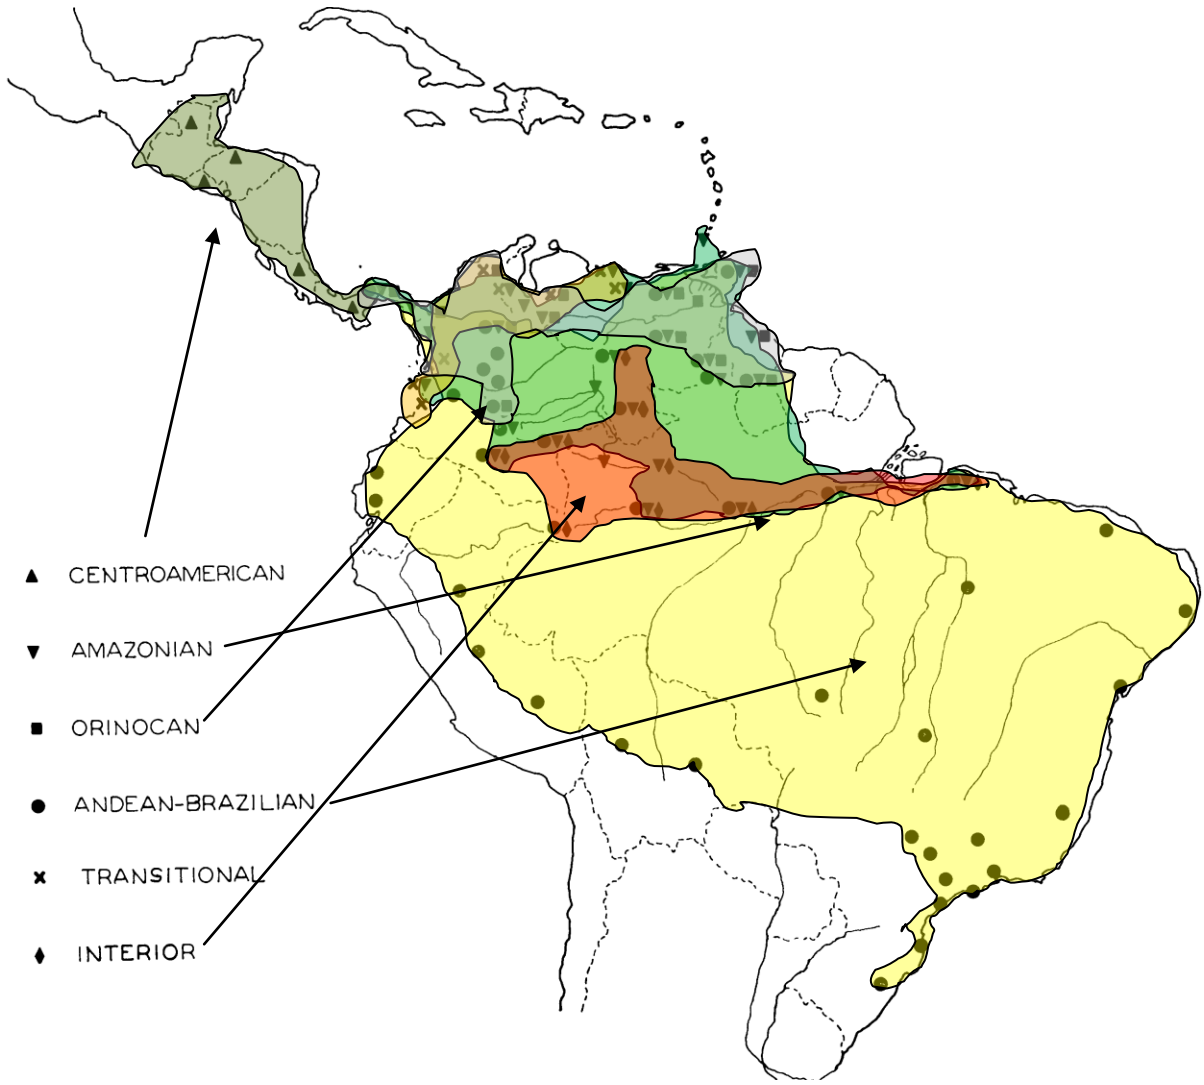 CENTROAMERICAN
AMAZONIAN
ORINOCAN
ANDEAN-BRAZILIAN
TRANSITIONAL
INTERIOR